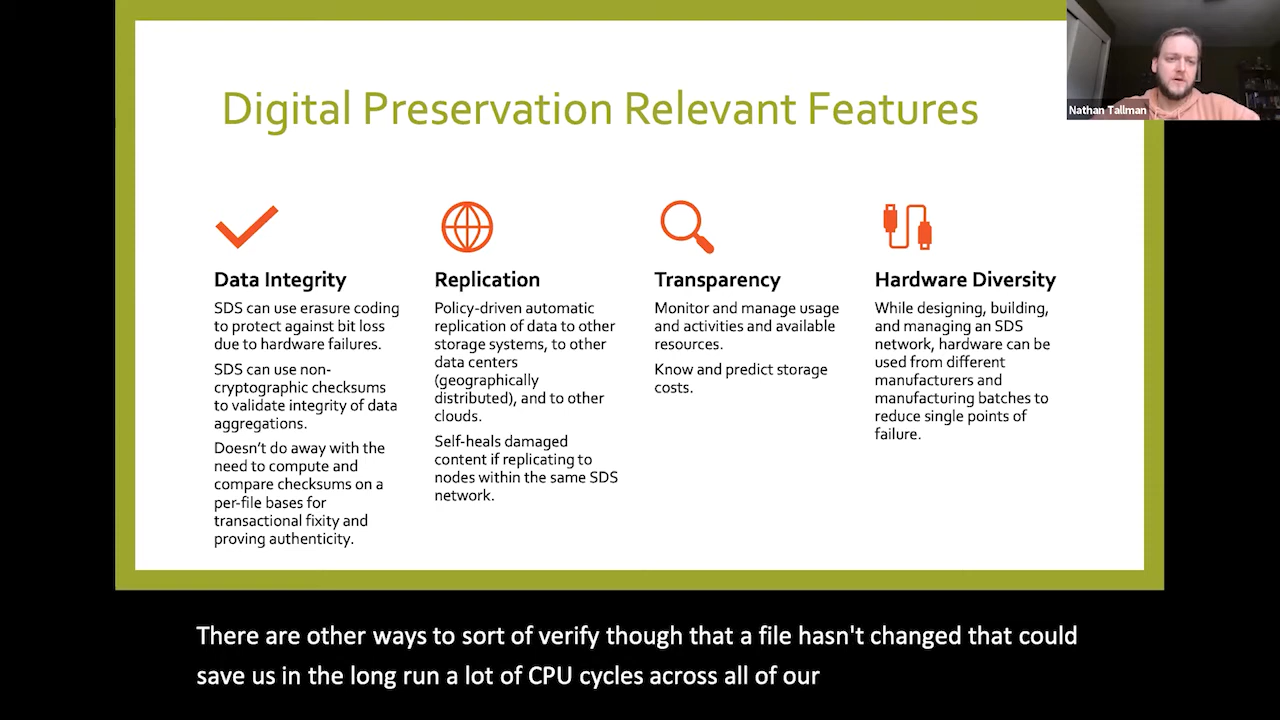 Digital Preservation Relevant Features
Nathan Tallman
Data Integrity
SDS can use erasure coding
to protect against bit loss
due to hardware failures.
SDS can use non-
cryptographic checksums
to validate integrity of data
aggregations.
Doesn't do away with the
need to compute and
compare checksums on a
per-file bases for
transactional fixity and
proving authenticity.
Replication
Policy-driven automatic
replication of data to other
storage systems, to other
data centers
(geographically
distributed), and to other
clouds.
Self-heals damaged
content if replicating to
nodes within the same SDS
network.
Transparency
Monitor and manage usage
and activities and available
resources.
Know and predict storage
costs.
Hardware Diversity
While designing, building,
and managing an SDS
network, hardware can be
used from different
manufacturers and
manufacturing batches to
reduce single points of
failure.
There are other ways to sort of verify though that a file hasn't changed that could
save us in the long run a lot of CPU cycles across all of our